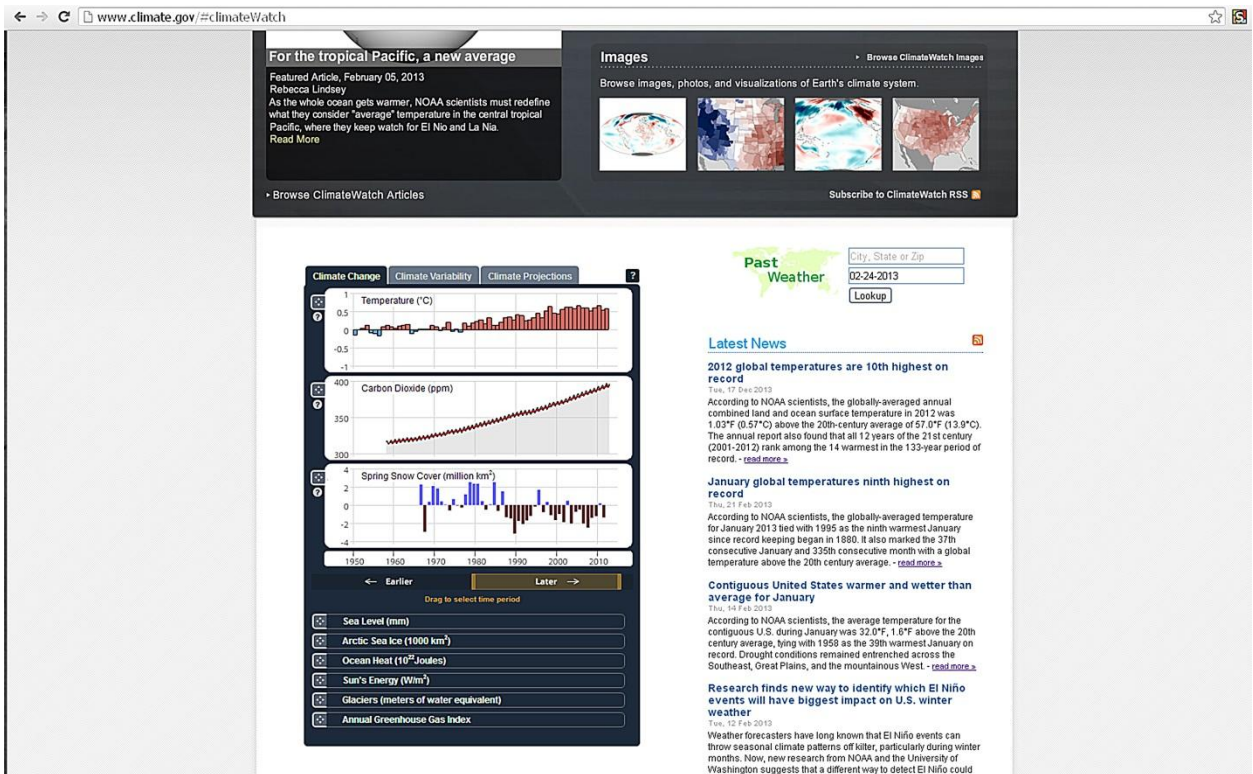 www.climate.gov/#climateWatch
For the tropical Pacific, a new average
Featured Article, February 05, 2013
Rebecca Lindsey
As the whole ocean gets warmer, NOAA scientists must redefine
what they consider "average" temperature in the central tropical
Pacific, where they keep watch for El Nio and La Nia.
Read More
Browse ClimateWatch Articles
Images
Browse ClimateWatch Images
Browse images, photos, and visualizations of Earth's climate system.
Subscribe to ClimateWatch RSS
Climate Change Climate Variability Climate Projections ?
Temperature (°C)
1
0.5
0
-0.5
-1
?
Carbon Dioxide (ppm)
400
350
300
?
Spring Snow Cover (million km²)
4
2
0
-2
-4
?
1950 1960 1970 1980 1990 2000 2010
← Earlier Later →
Drag to select time period
Sea Level (mm)
Arctic Sea Ice (1000 km²)
Ocean Heat (10²² Joules)
Sun's Energy (W/m²)
Glaciers (meters of water equivalent)
Annual Greenhouse Gas Index
Past
Weather
City, State or Zip
02-24-2013
Lookup
Latest News
2012 global temperatures are 10th highest on
record
Tue, 17 Dec 2013
According to NOAA scientists, the globally-averaged annual
combined land and ocean surface temperature in 2012 was
1.03°F (0.57°C) above the 20th-century average of 57.0°F (13.9°C).
The annual report also found that all 12 years of the 21st century
(2001-2012) rank among the 14 warmest in the 133-year period of
record. - read more »
January global temperatures ninth highest on
record
Thu, 21 Feb 2013
According to NOAA scientists, the globally-averaged temperature
for January 2013 tied with 1995 as the ninth warmest January
since record keeping began in 1880. It also marked the 37th
consecutive January and 335th consecutive month with a global
temperature above the 20th century average. - read more »
Contiguous United States warmer and wetter than
average for January
Thu, 14 Feb 2013
According to NOAA scientists, the average temperature for the
contiguous U.S. during January was 32.0°F, 1.6°F above the 20th
century average, tying with 1958 as the 39th warmest January on
record. Drought conditions remained entrenched across the
Southeast, Great Plains, and the mountainous West. - read more »
Research finds new way to identify which El Niño
events will have biggest impact on U.S. winter
weather
Tue, 12 Feb 2013
Weather forecasters have long known that El Niño events can
throw seasonal climate patterns off kilter, particularly during winter
months. Now, new research from NOAA and the University of
Washington suggests that a different way to detect El Niño could